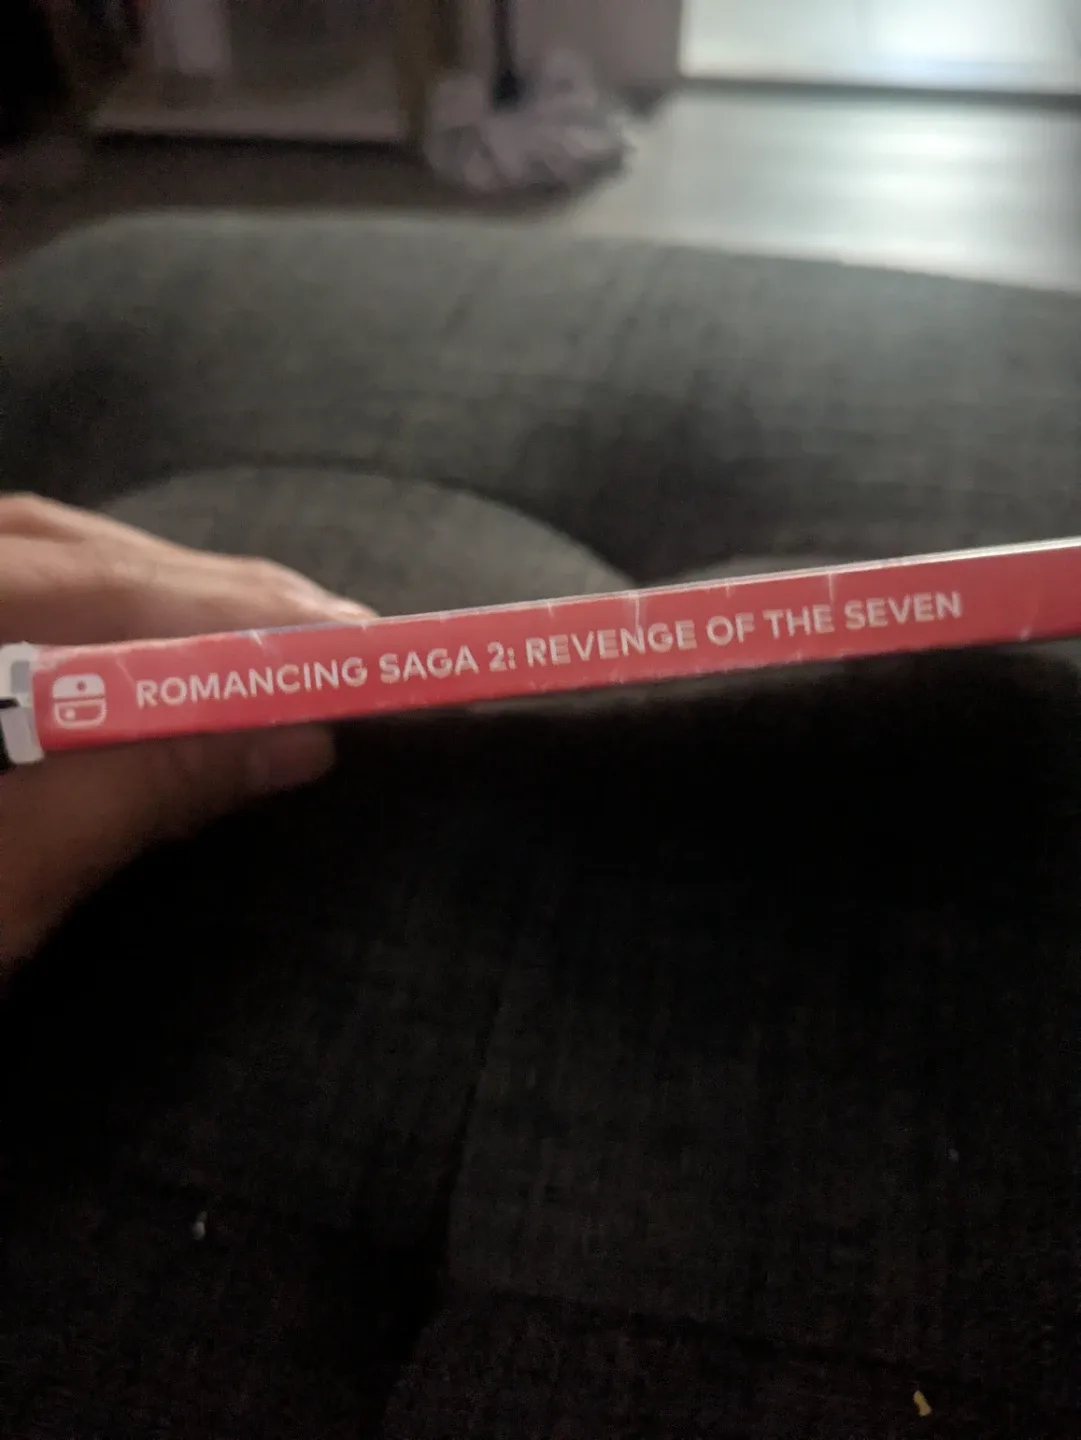 ROMANCING SAGA 2: REVENGE OF THE SEVEN